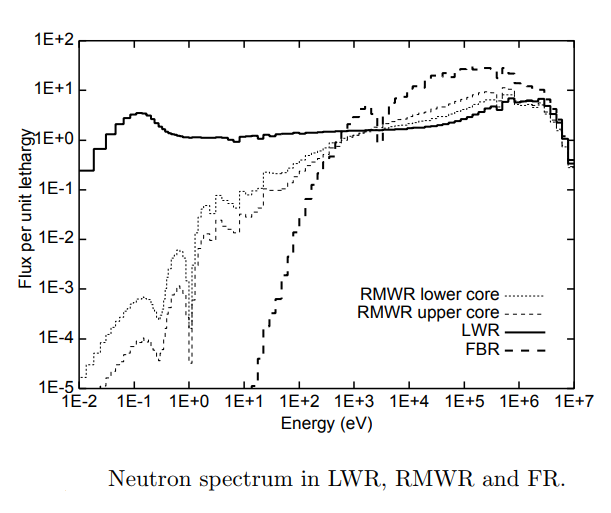 1E+2
1E+1
1E+0
1E-1
1E-2
1E-3
1E-4
1E-5
Flux per unit lethargy
RMWR lower core
RMWR upper core
LWR
FBR
1E-2 1E-1 1E+0 1E+1 1E+2 1E+3 1E+4 1E+5 1E+6 1E+7
Energy (eV)
Neutron spectrum in LWR, RMWR and FR.